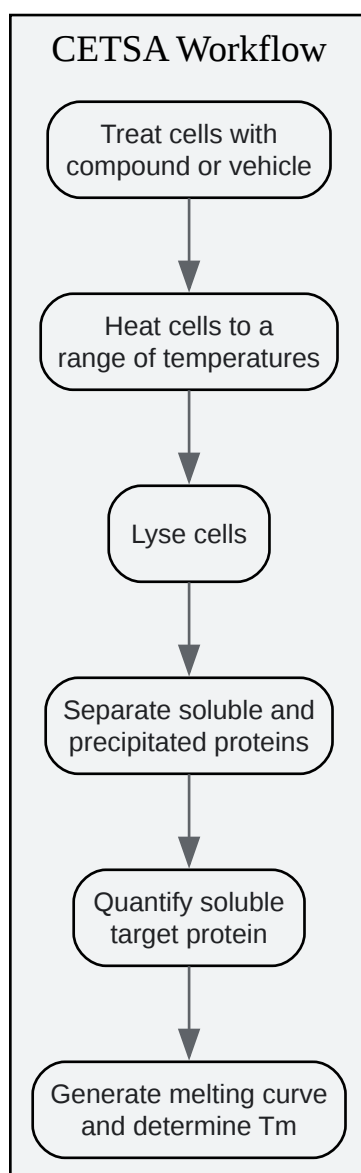 CETSA Workflow
Treat cells with
compound or vehicle
Heat cells to a
range of temperatures
Lyse cells
Separate soluble and
precipitated proteins
Quantify soluble
target protein
Generate melting curve
and determine Tm